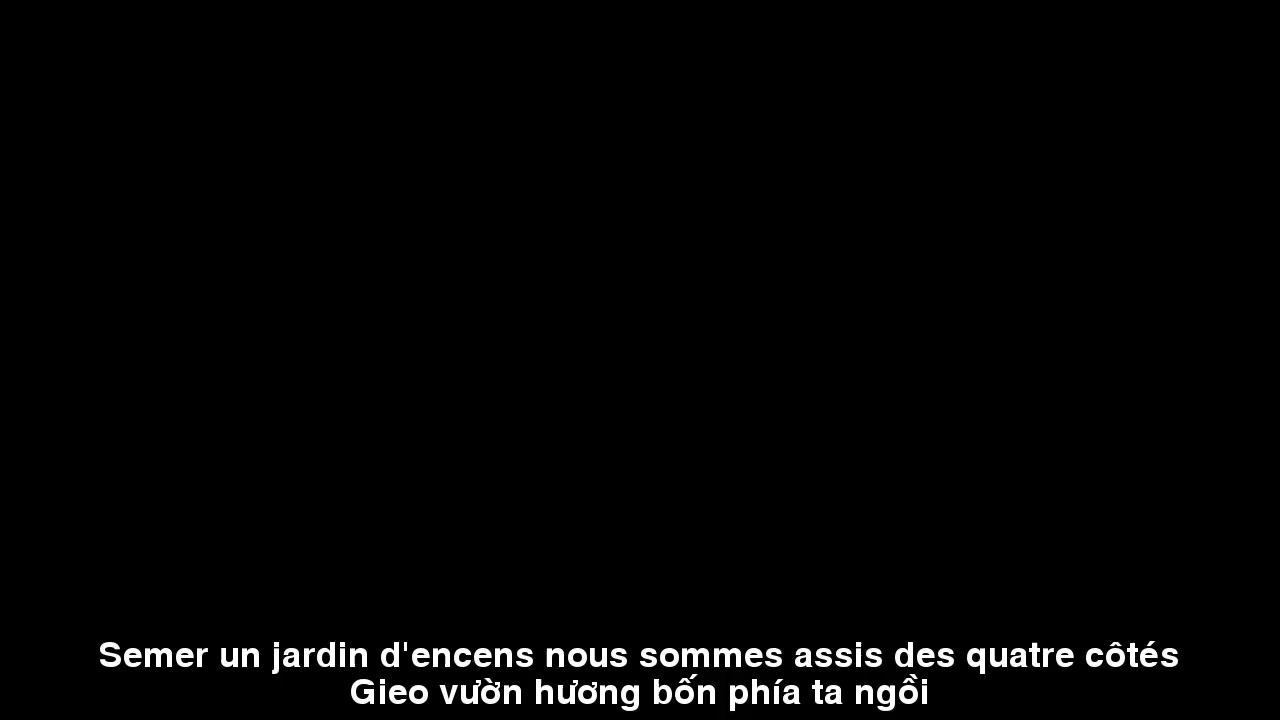 Semer un jardin d'encens nous sommes assis des quatre côtés
Gieo vườn hương bốn phía ta ngồi